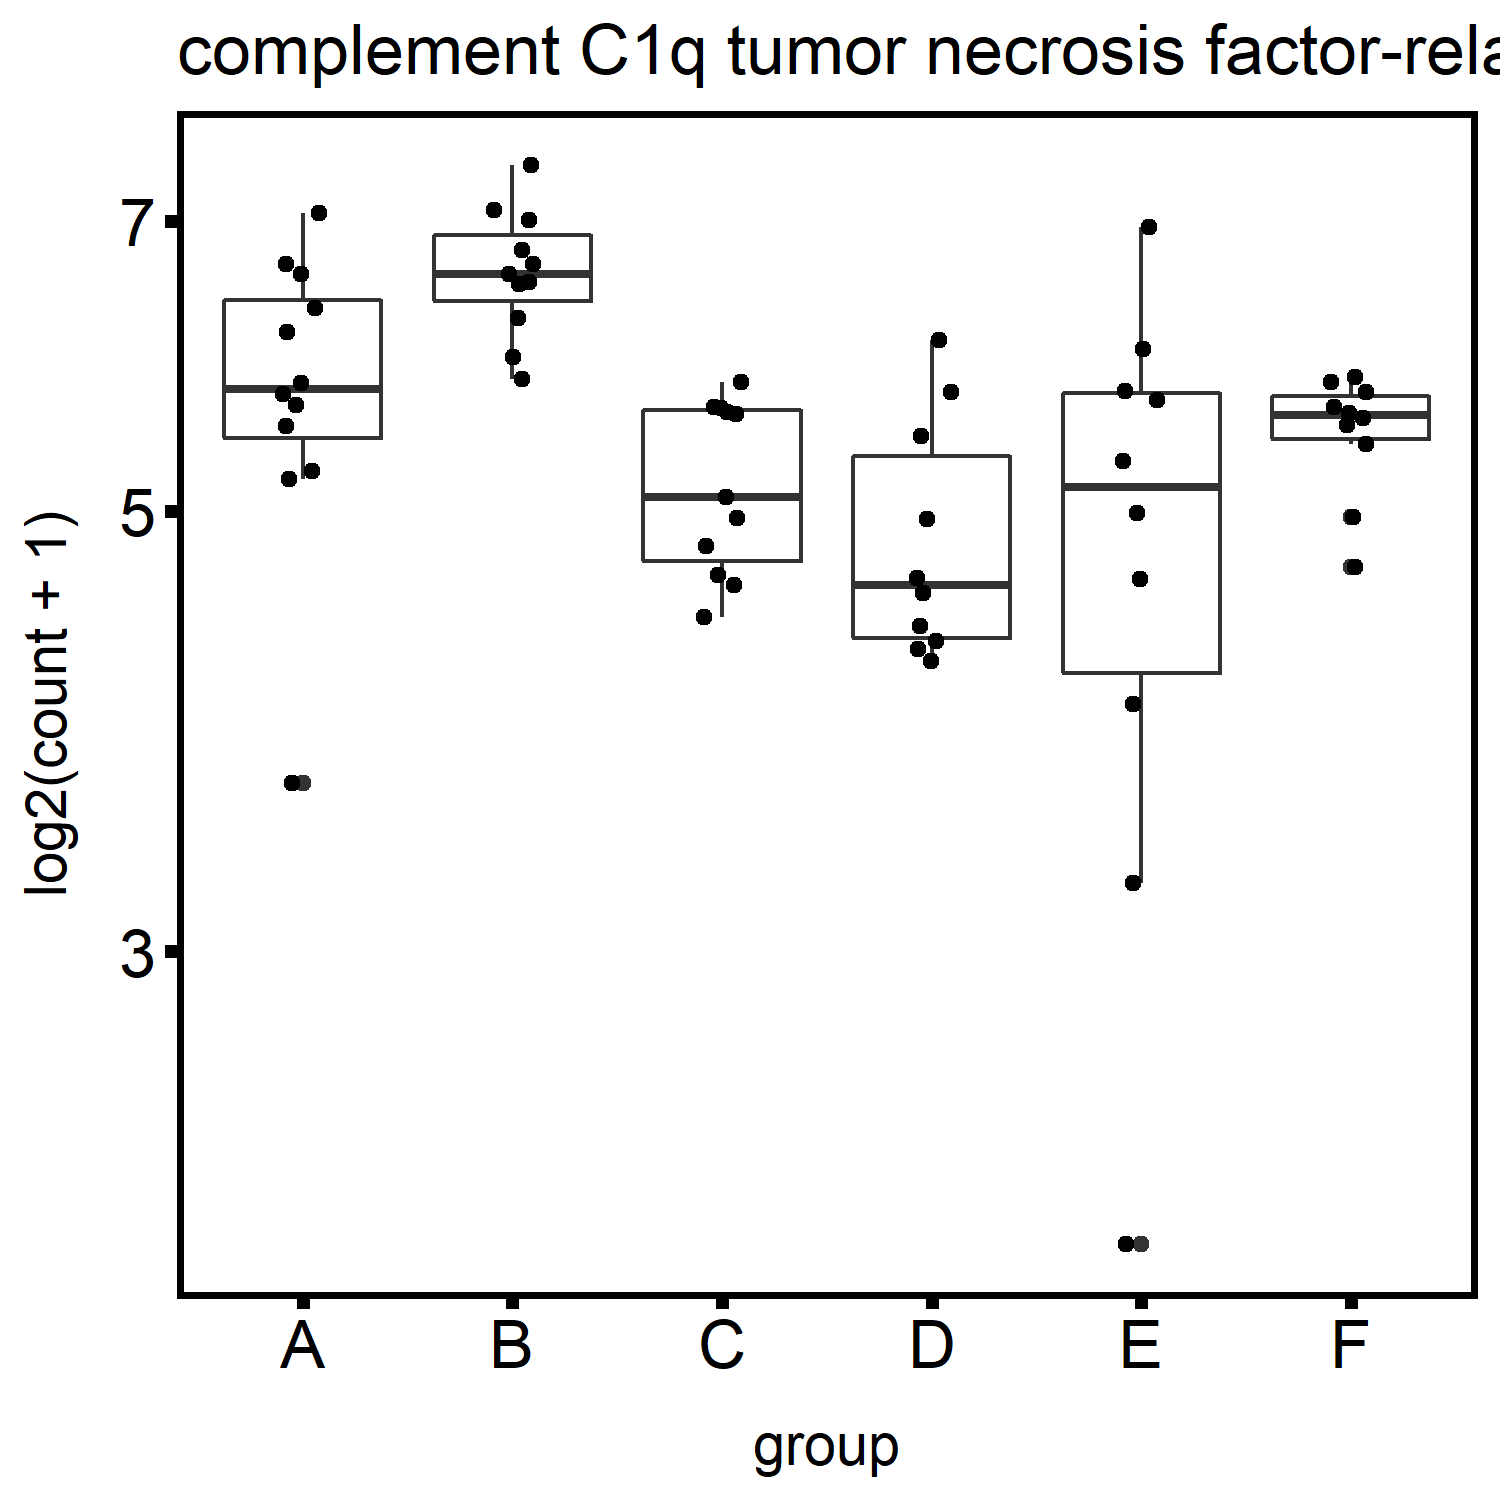 complement C1q tumor necrosis factor-rela
7
5
3
log2(count + 1)
A B C D E F
group